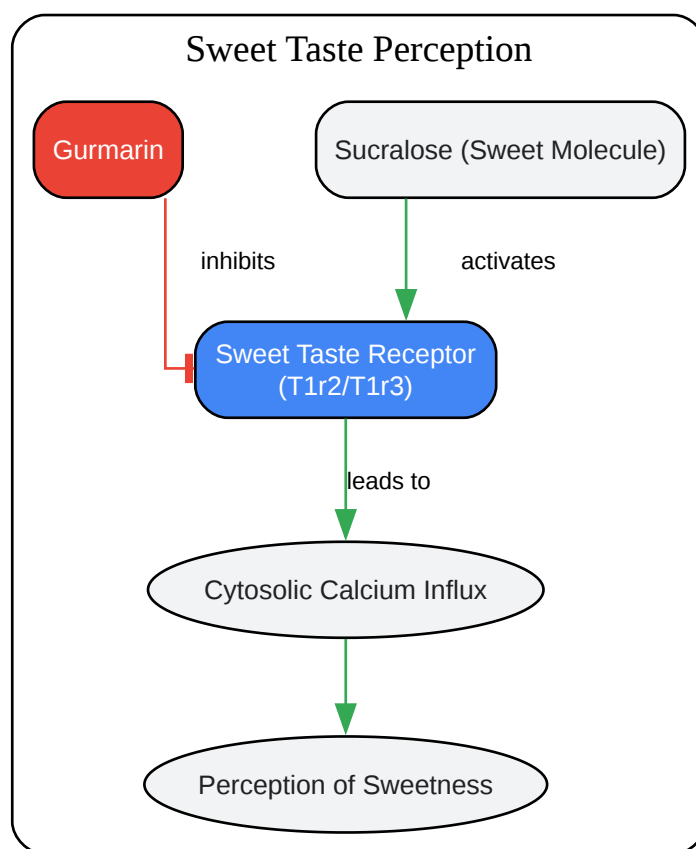 Sweet Taste Perception
Gurmarin
Sucralose (Sweet Molecule)
inhibits
activates
Sweet Taste Receptor
(T1r2/T1r3)
leads to
Cytosolic Calcium Influx
Perception of Sweetness